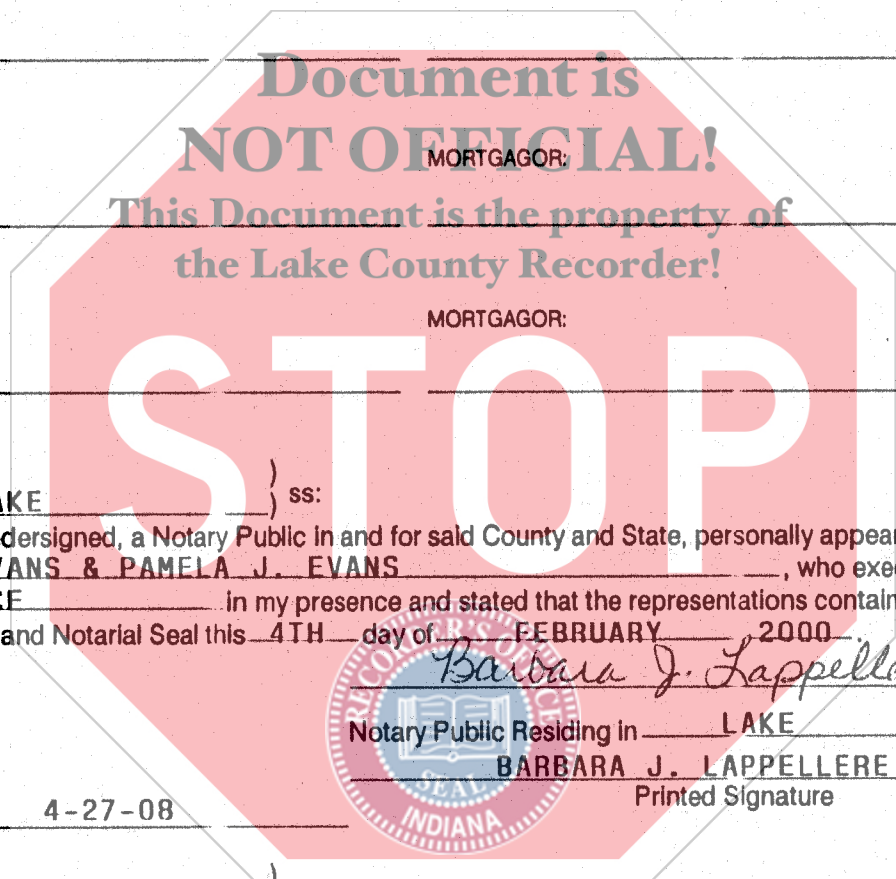 Document is
NOT OFFICIAL!
MORTGAGOR:
This Document is the property of
the Lake County Recorder!
MORTGAGOR:
STOP
)
AKE ) ss:
dersigned, a Notary Public in and for said County and State, personally appear
VANS & PAMELA J. EVANS , who exe
in my presence and stated that the representations contain
and Notarial Seal this 4TH day of FEBRUARY , 2000 .
Barbara J. Lappelle
Notary Public Residing in LAKE
BARBARA J. LAPPELLERE
Printed Signature
4-27-08
RECORDER'S OFFICE
SEAL
INDIANA
)